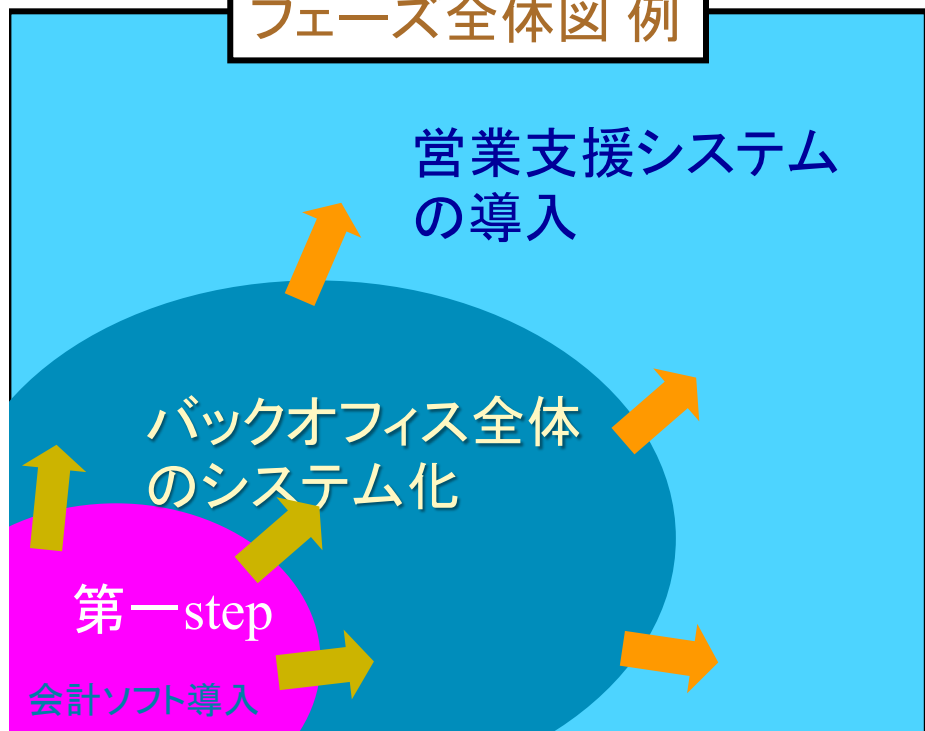 フェーズ全体図 例
営業支援システム
の導入
バックオフィス全体
のシステム化
第一step
会計ソフト導入